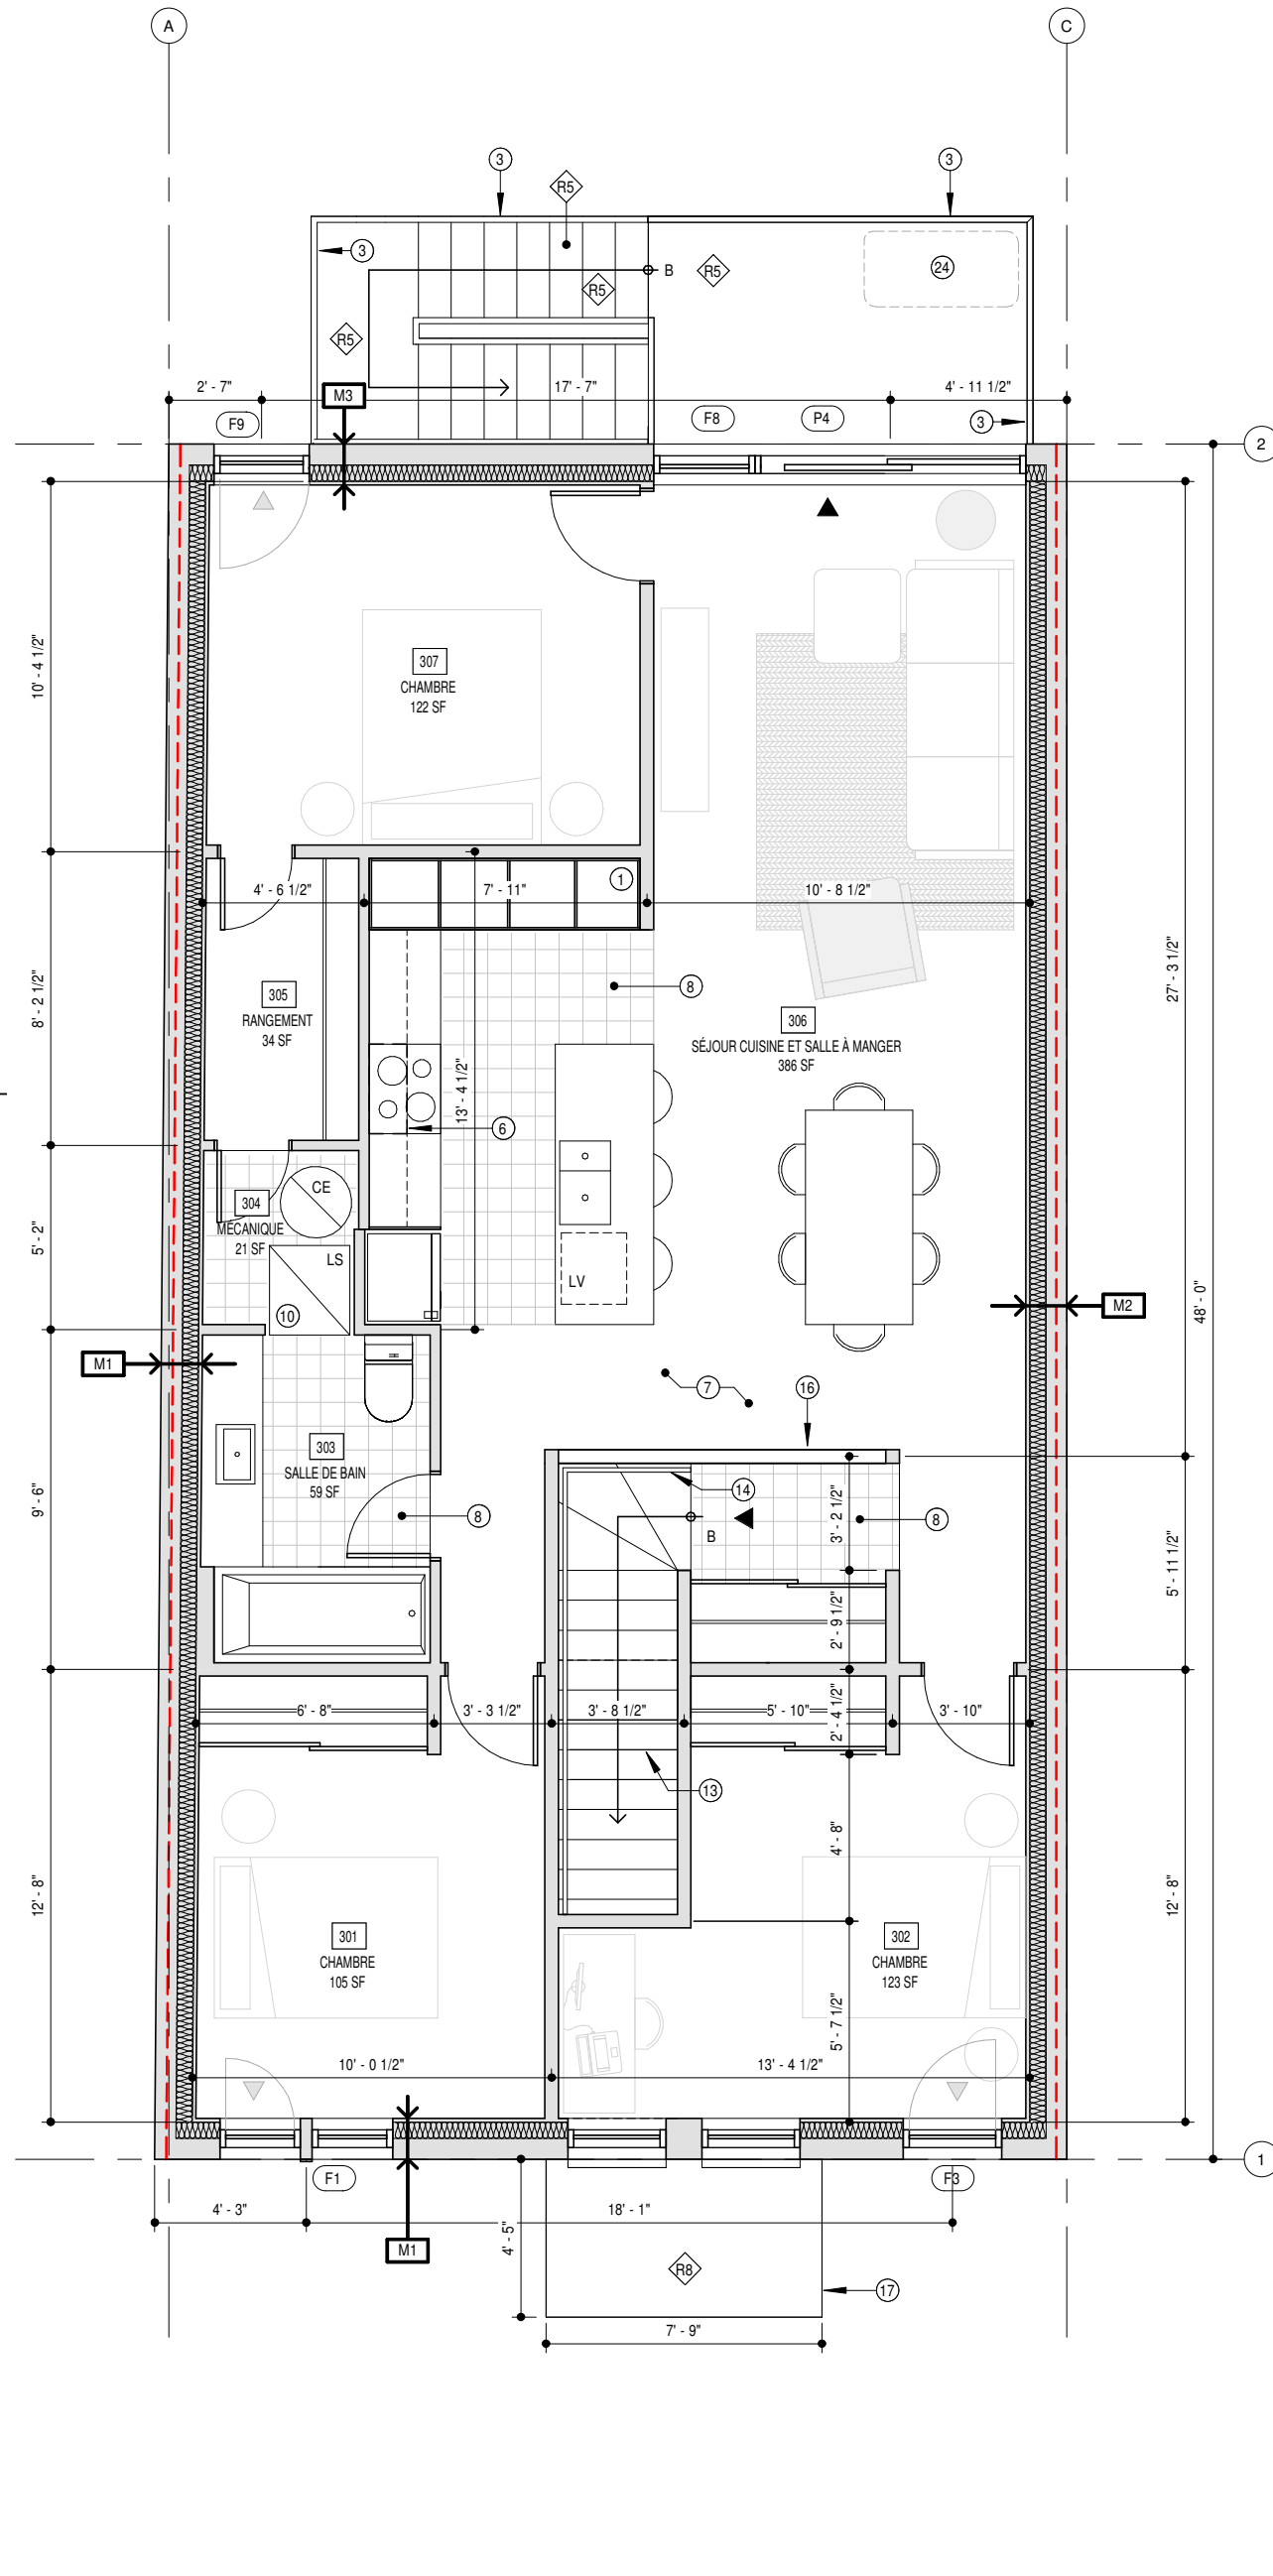 A
C
3
R5
3
3
24
B
R5
R5
R5
2' - 7"
M3
17' - 7"
4' - 11 1/2"
F9
F8
P4
3
2
10' - 4 1/2"
307
CHAMBRE
122 SF
1
4' - 6 1/2"
7' - 11"
10' - 8 1/2"
27' - 3 1/2"
8' - 2 1/2"
8
305
RANGEMENT
34 SF
306
SÉJOUR CUISINE ET SALLE À MANGER
386 SF
13' - 4 1/2"
6
CE
304
MECANIQUE
21 SF
5' - 2"
LS
LV
10
48' - 0"
M2
M1
7
16
303
SALLE DE BAIN
59 SF
9' - 6"
8
14
B
3' - 2 1/2"
8
5' - 11 1/2"
2' - 9 1/2"
6' - 8"
3' - 3 1/2"
3' - 8 1/2"
5' - 10"
2' - 4 1/2"
3' - 10"
13
4' - 8"
12' - 8"
12' - 8"
301
CHAMBRE
105 SF
302
CHAMBRE
123 SF
5' - 7 1/2"
10' - 0 1/2"
13' - 4 1/2"
1
F1
F3
4' - 3"
18' - 1"
4' - 5"
M1
R8
17
7' - 9"